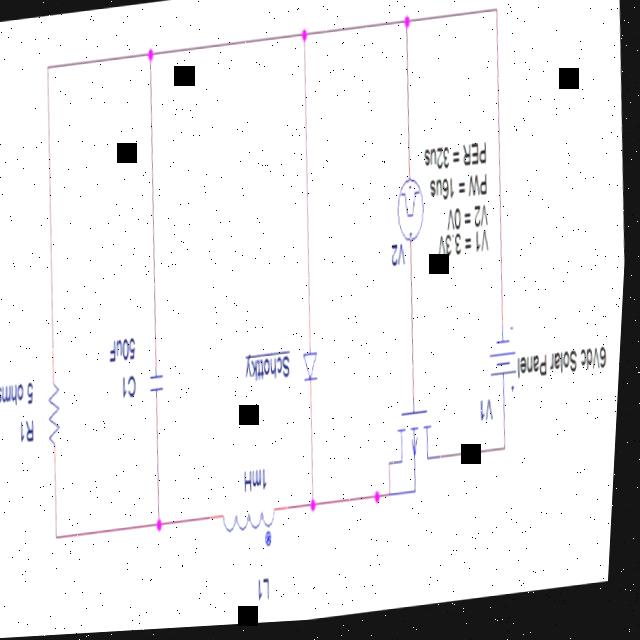 L1
1mH
V1
6Vdc Solar Panel
Schottky
C1
50uF
R1
5 ohms
V2
V1 = 3.3V
V2 = 0V
PW = 16us
PER = 32us